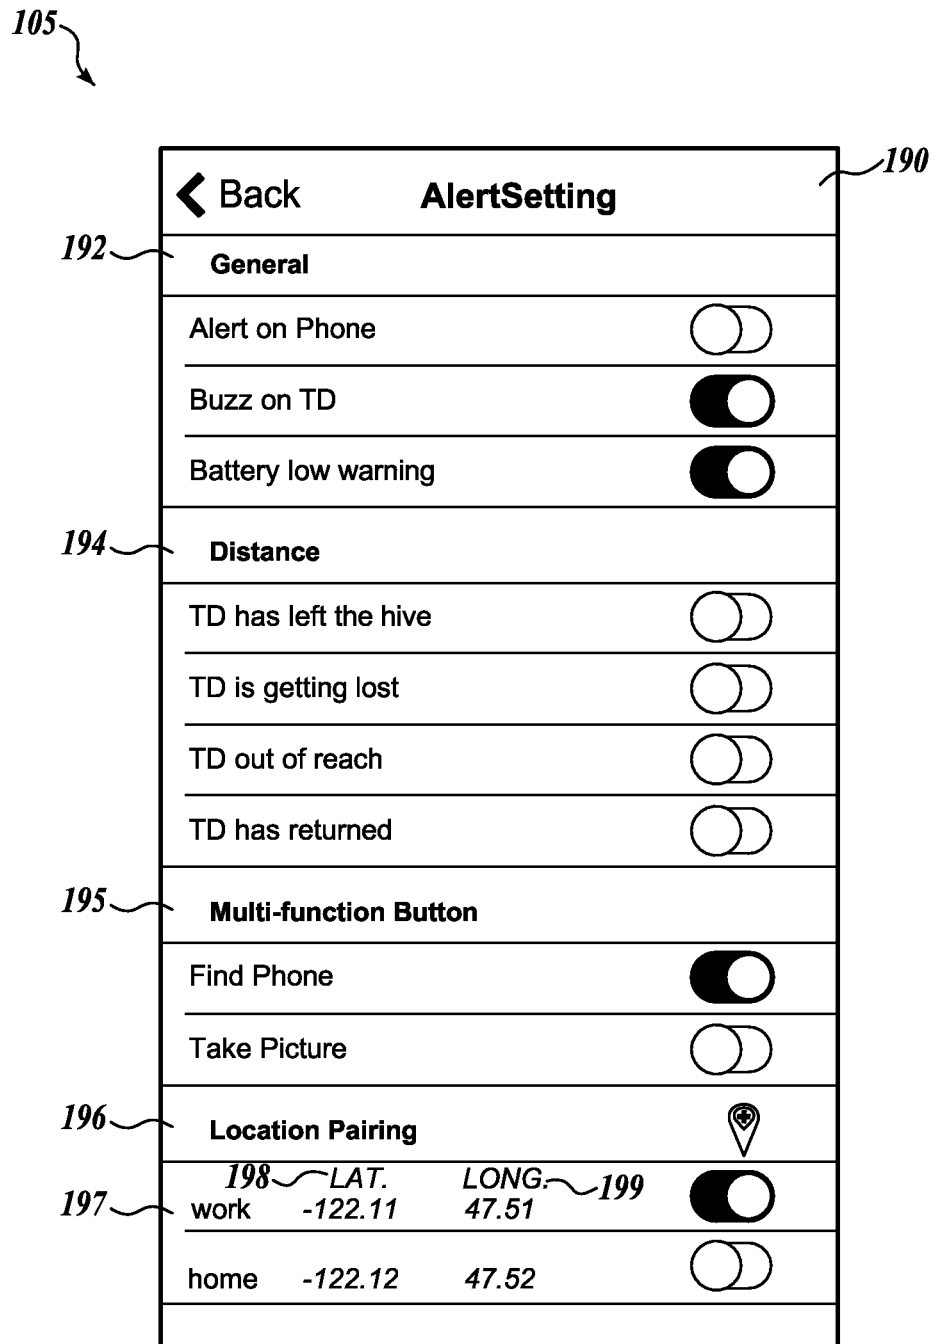 105
190
Back AlertSetting
192 General
Alert on Phone
Buzz on TD
Battery low warning
194 Distance
TD has left the hive
TD is getting lost
TD out of reach
TD has returned
195 Multi-function Button
Find Phone
Take Picture
196 Location Pairing
198 LAT. LONG. 199
197 work -122.11 47.51
home -122.12 47.52